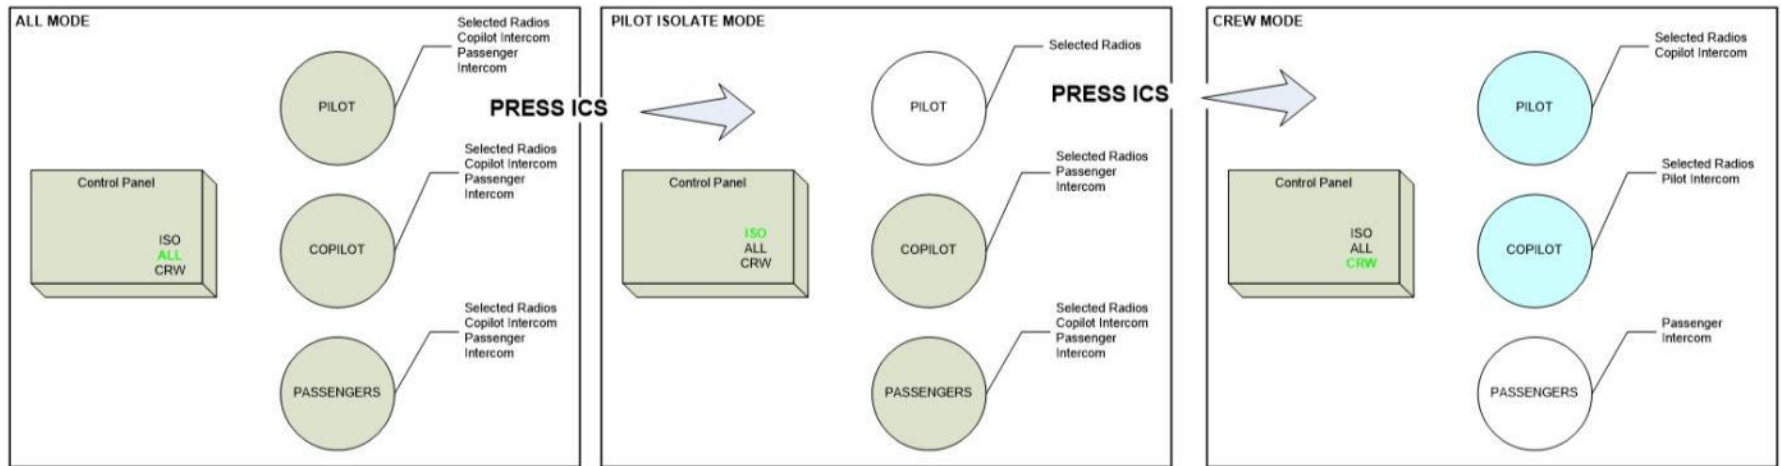 ALL MODE
Selected Radios
Copilot Intercom
Passenger
Intercom
PILOT
PRESS ICS
Selected Radios
Copilot Intercom
Passenger
Intercom
Control Panel
ISO
ALL
CRW
COPILOT
Selected Radios
Copilot Intercom
Passenger
Intercom
PASSENGERS
PILOT ISOLATE MODE
Selected Radios
PILOT
PRESS ICS
Selected Radios
Passenger
Intercom
Control Panel
ISO
ALL
CRW
COPILOT
Selected Radios
Copilot Intercom
Passenger
Intercom
PASSENGERS
CREW MODE
Selected Radios
Copilot Intercom
PILOT
Selected Radios
Pilot Intercom
Control Panel
ISO
ALL
CRW
COPILOT
Passenger
Intercom
PASSENGERS